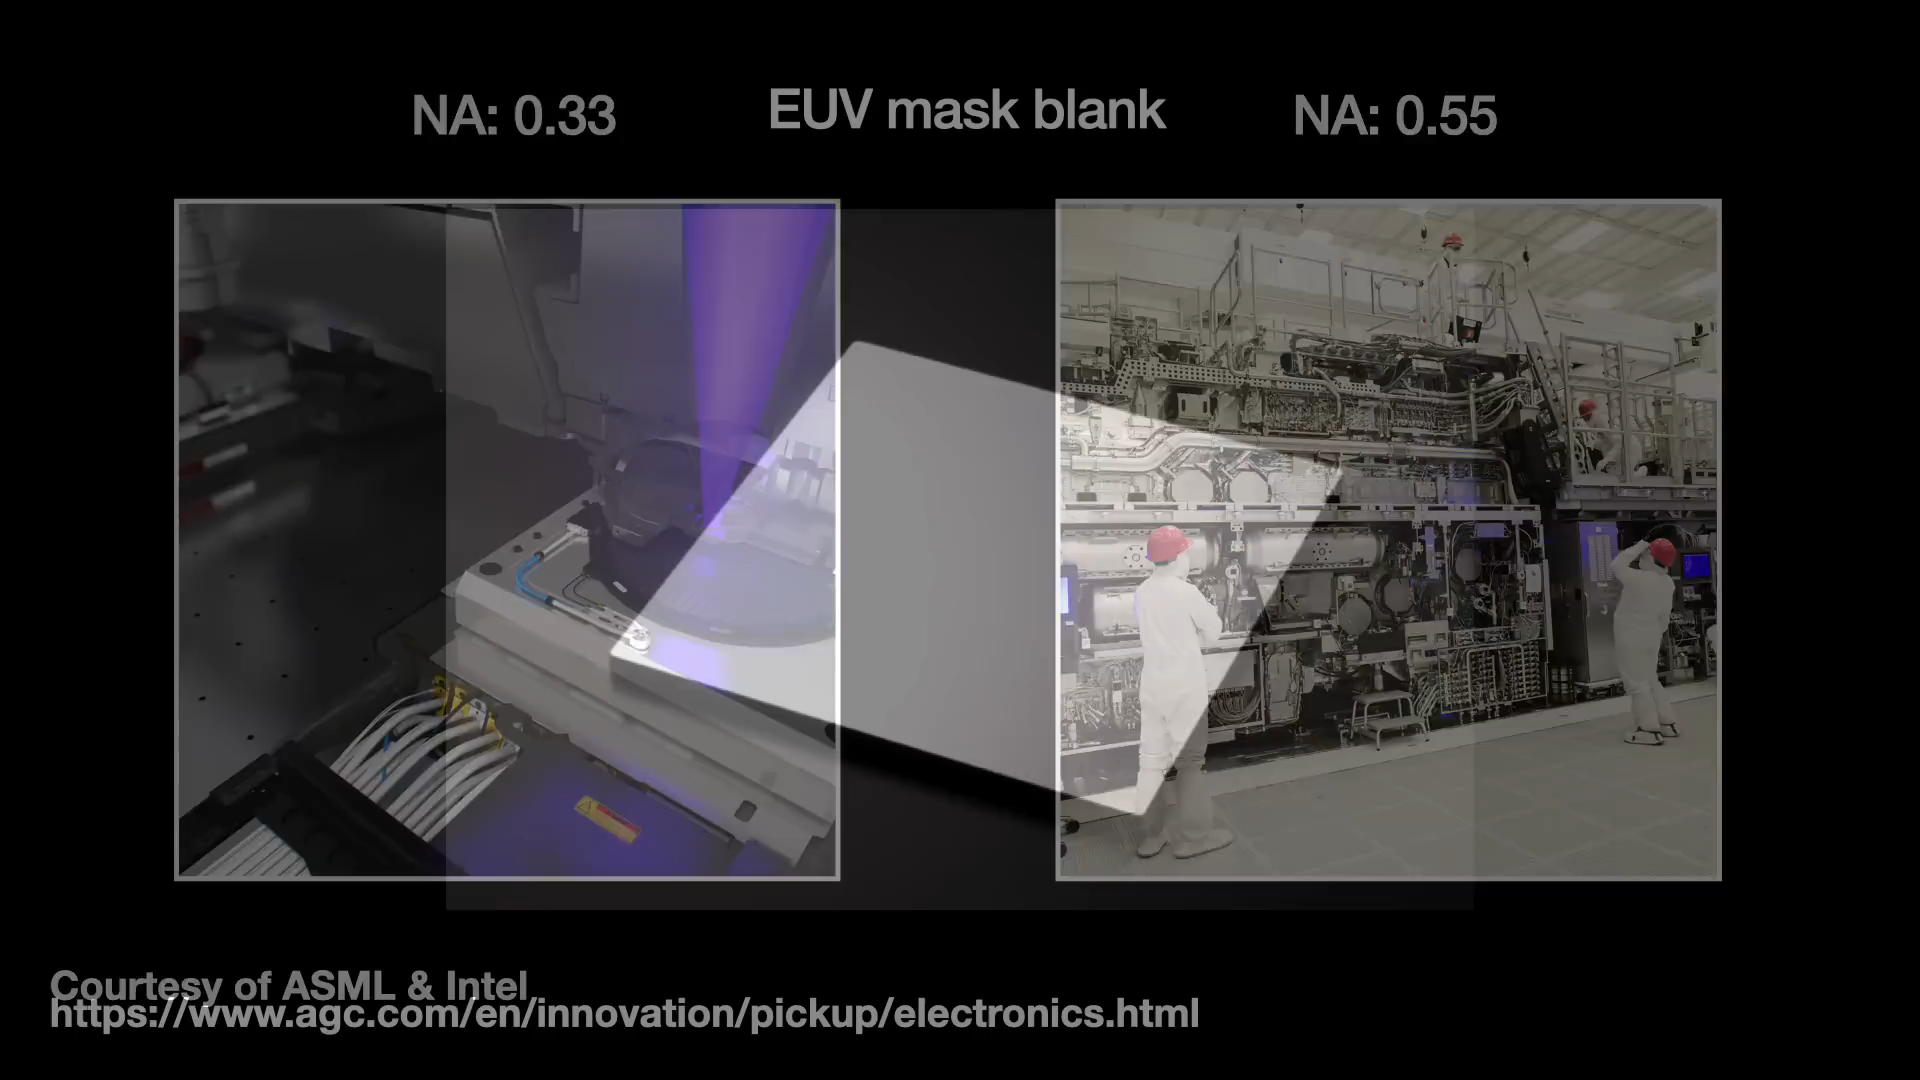 NA: 0.33
EUV mask blank
NA: 0.55
Courtesy of ASML & Intel
https://www.agc.com/en/innovation/pickup/electronics.html